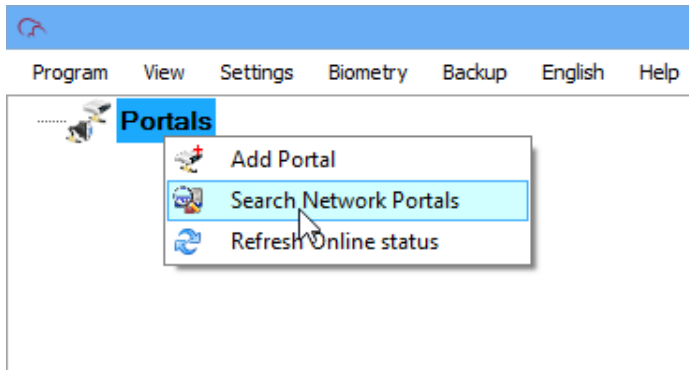 Program View Settings Biometry Backup English Help
Portals
Add Portal
Search Network Portals
Refresh Online status